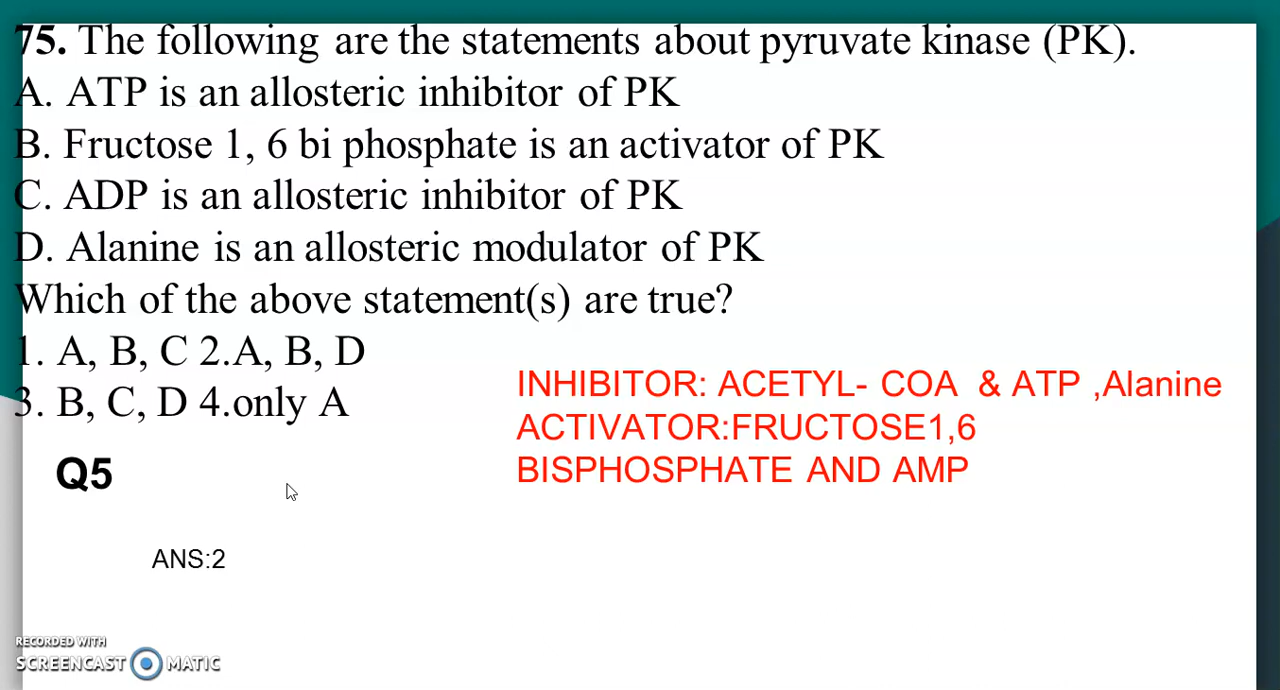 75. The following are the statements about pyruvate kinase (PK).
A. ATP is an allosteric inhibitor of PK
B. Fructose 1, 6 bi phosphate is an activator of PK
C. ADP is an allosteric inhibitor of PK
D. Alanine is an allosteric modulator of PK
Which of the above statement(s) are true?
1. A, B, C 2.A, B, D
3. B, C, D 4.only A
INHIBITOR: ACETYL- COA & ATP ,Alanine
ACTIVATOR:FRUCTOSE1,6
BISPHOSPHATE AND AMP
Q5
ANS:2
RECORDED WITH
SCREENCAST MATIC